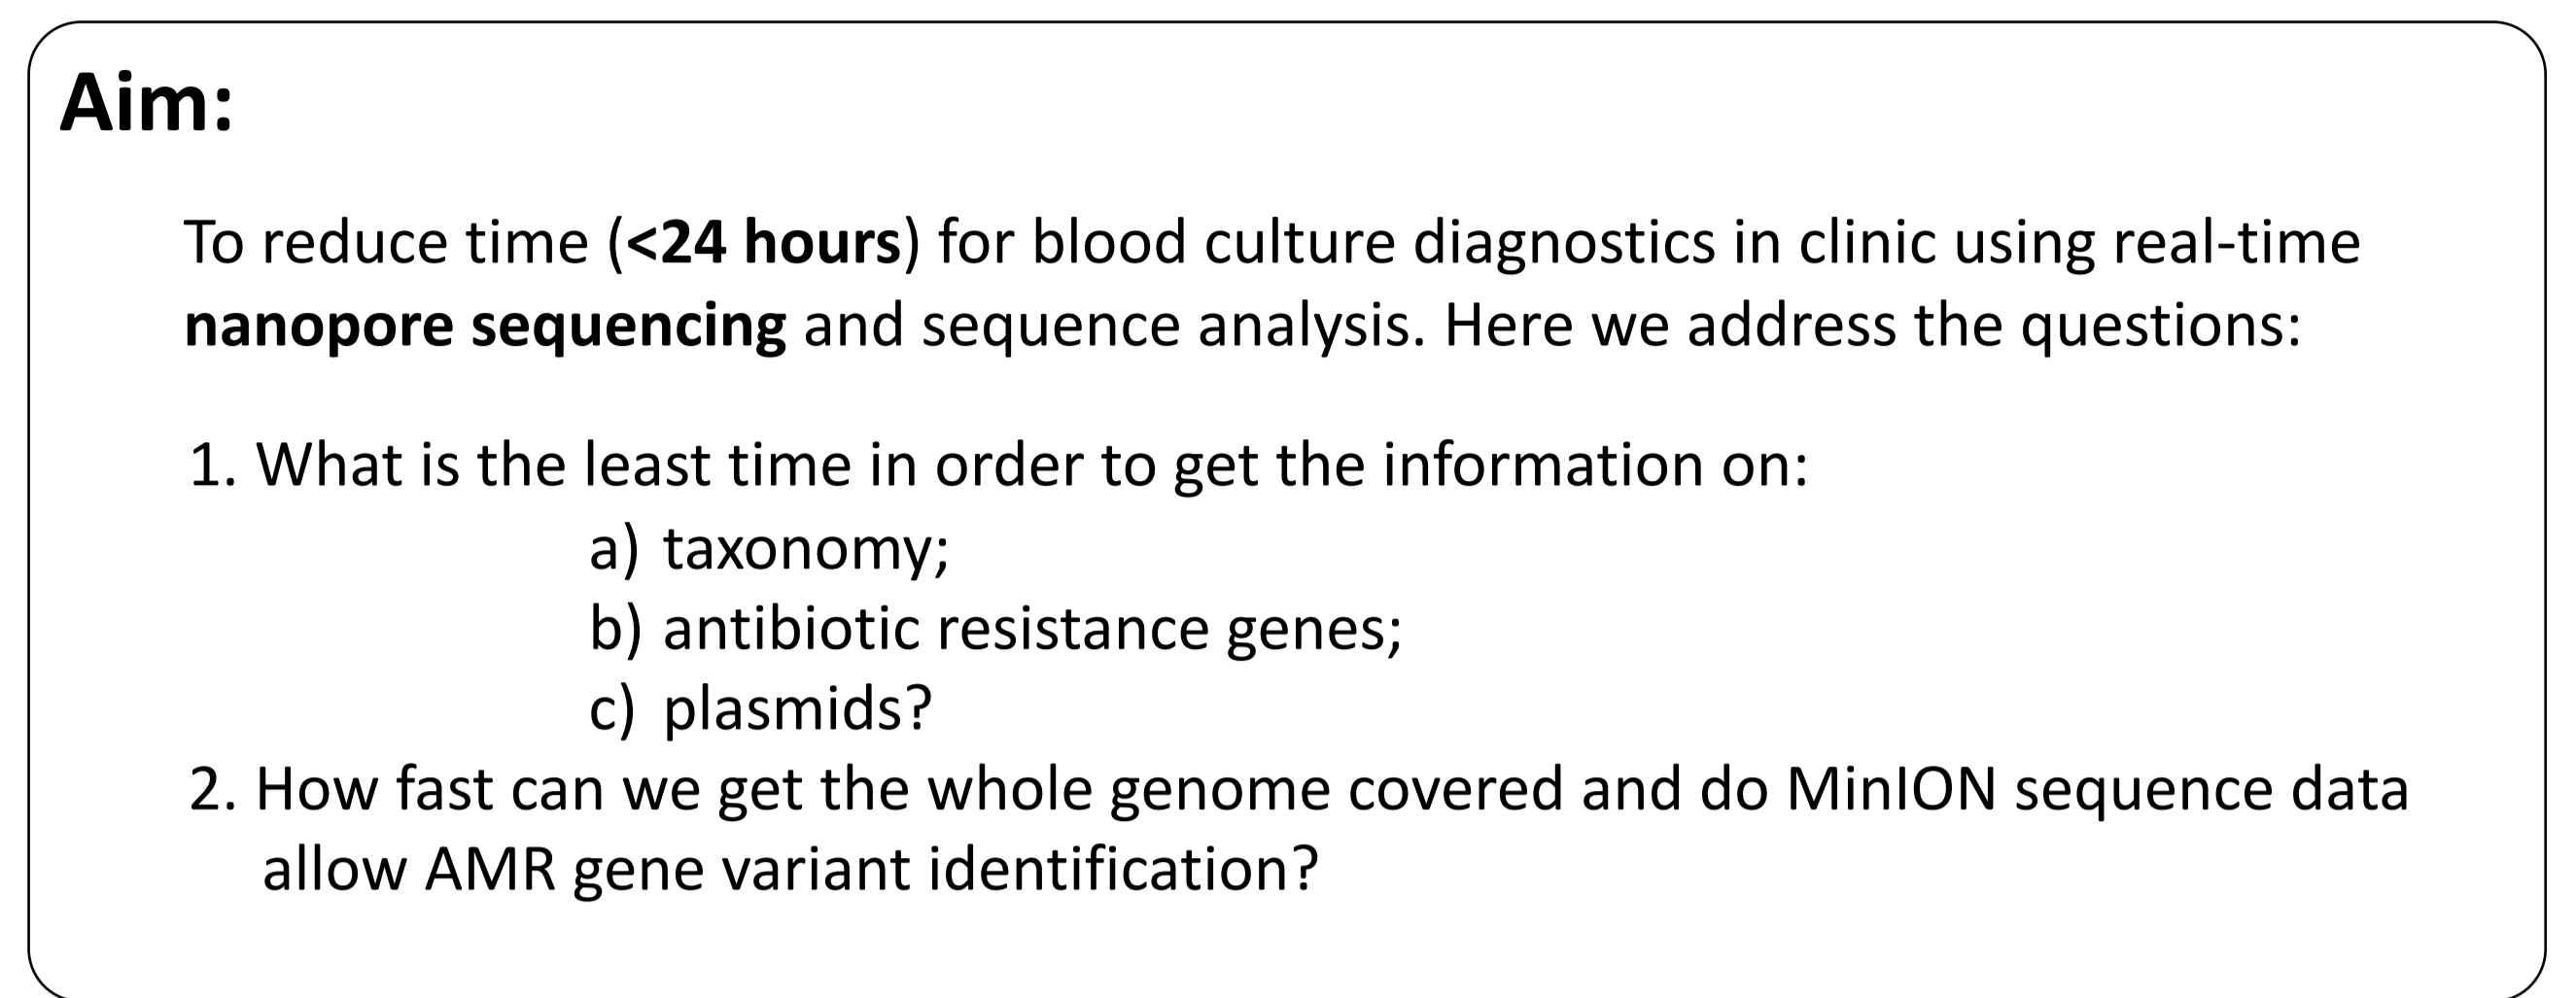 Aim:
To reduce time (<24 hours) for blood culture diagnostics in clinic using real-time
nanopore sequencing and sequence analysis. Here we address the questions:
1. What is the least time in order to get the information on:
a) taxonomy;
b) antibiotic resistance genes;
c) plasmids?
2. How fast can we get the whole genome covered and do MinION sequence data
allow AMR gene variant identification?